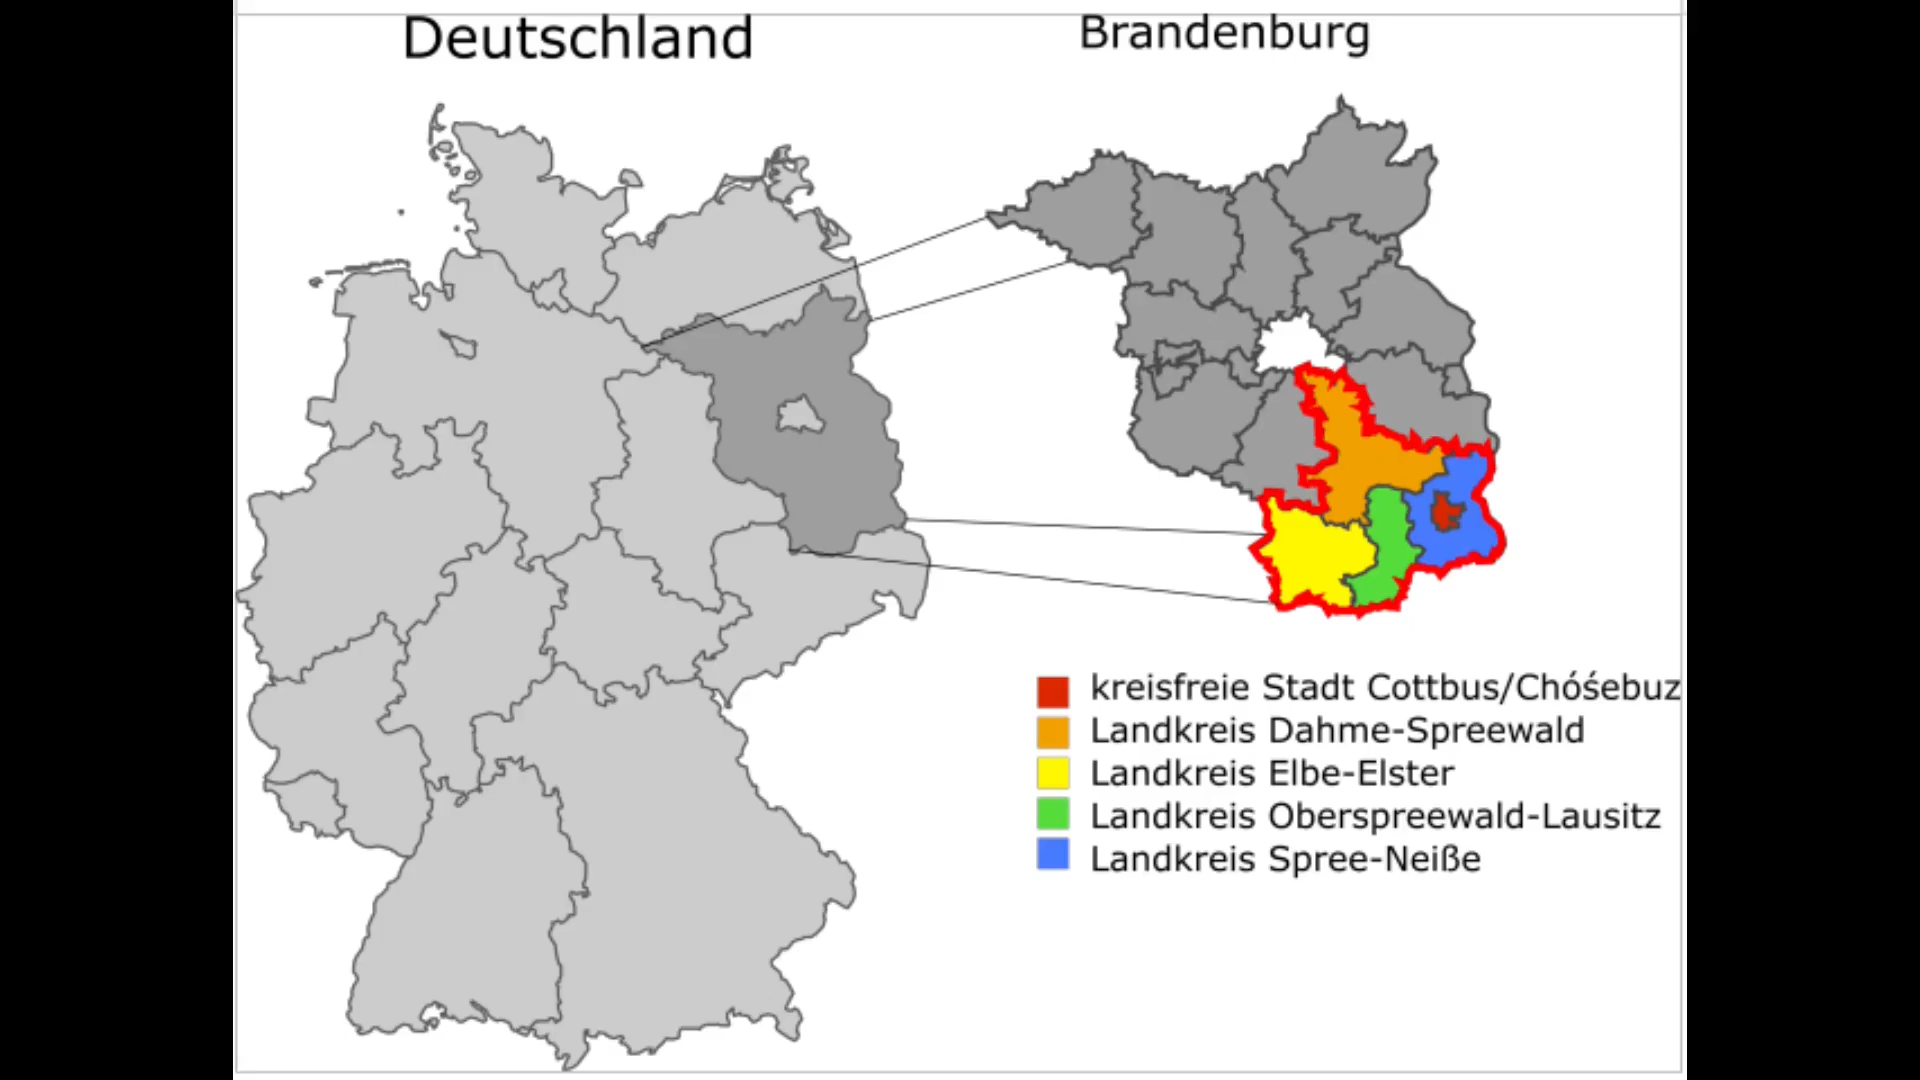 Deutschland
Brandenburg
kreisfreie Stadt Cottbus/Chóśebuz
Landkreis Dahme-Spreewald
Landkreis Elbe-Elster
Landkreis Oberspreewald-Lausitz
Landkreis Spree-Neiße